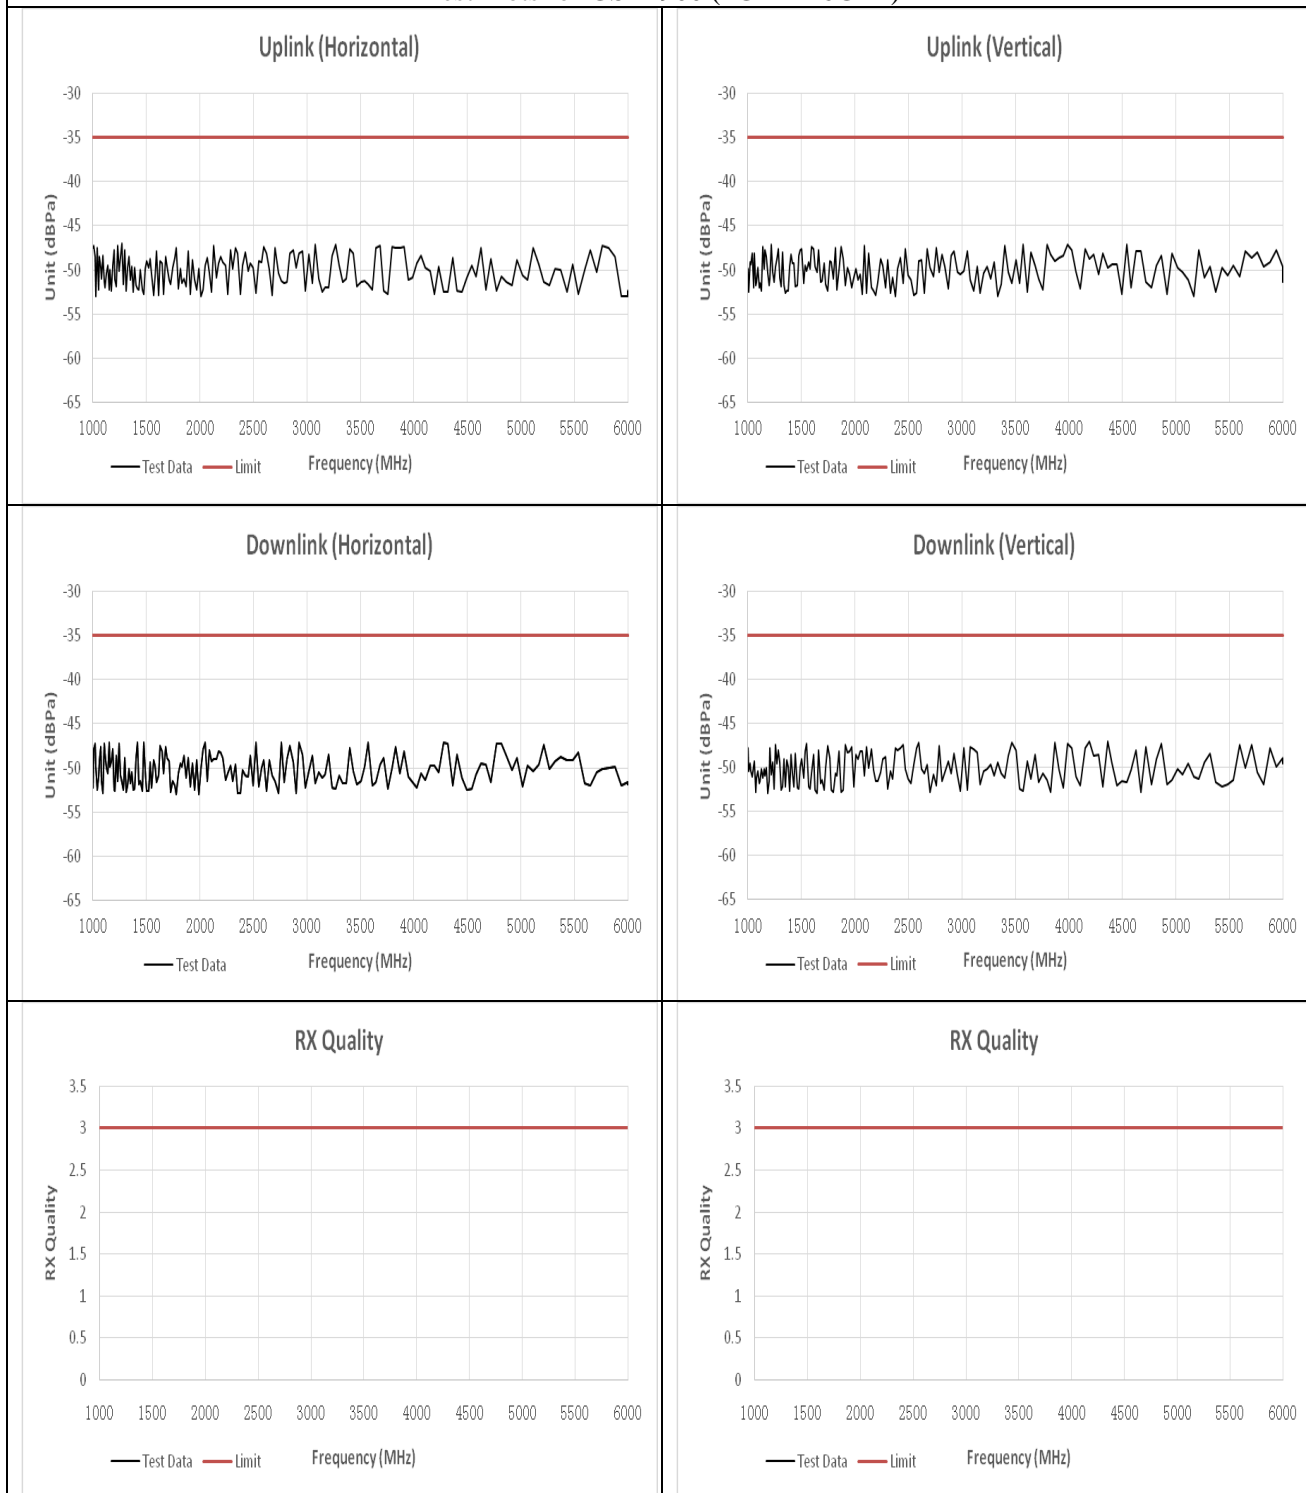 Uplink (Horizontal)
-30
-35
-40
-45
-50
-55
-60
-65
Unit (dBPa)
1000 1500 2000 2500 3000 3500 4000 4500 5000 5500 6000
Test Data Limit Frequency (MHz)
Uplink (Vertical)
-30
-35
-40
-45
-50
-55
-60
-65
Unit (dBPa)
1000 1500 2000 2500 3000 3500 4000 4500 5000 5500 6000
Test Data Limit Frequency (MHz)
Downlink (Horizontal)
-30
-35
-40
-45
-50
-55
-60
-65
Unit (dBPa)
1000 1500 2000 2500 3000 3500 4000 4500 5000 5500 6000
Test Data Frequency (MHz)
Downlink (Vertical)
-30
-35
-40
-45
-50
-55
-60
-65
Unit (dBPa)
1000 1500 2000 2500 3000 3500 4000 4500 5000 5500 6000
Test Data Limit Frequency (MHz)
RX Quality
3.5
3
2.5
2
1.5
1
0.5
0
RX Quality
1000 1500 2000 2500 3000 3500 4000 4500 5000 5500 6000
Test Data Limit Frequency (MHz)
RX Quality
3.5
3
2.5
2
1.5
1
0.5
0
RX Quality
1000 1500 2000 2500 3000 3500 4000 4500 5000 5500 6000
Test Data Limit Frequency (MHz)